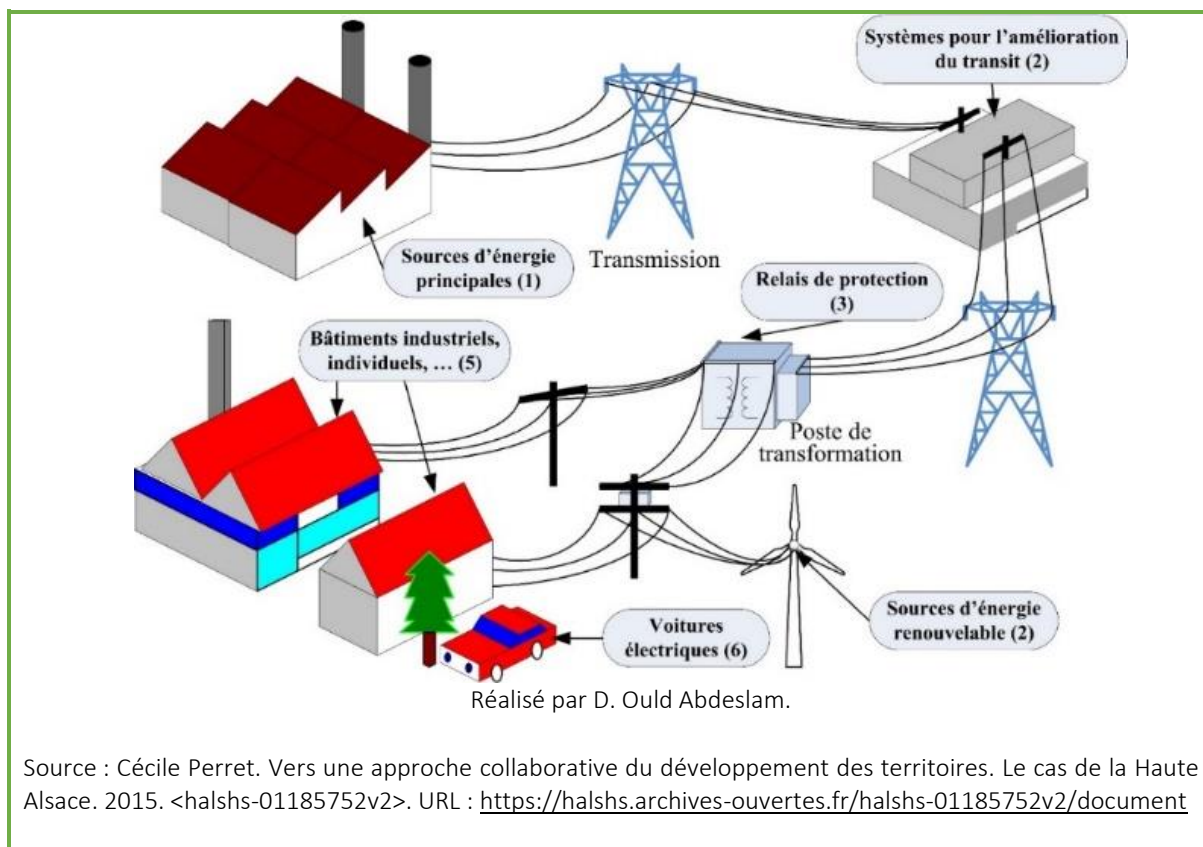 Systèmes pour l’amélioration
du transit (2)
Sources d’énergie
principales (1)
Transmission
Relais de protection
(3)
Bâtiments industriels,
individuels, … (5)
Poste de
transformation
Sources d’énergie
renouvelable (2)
Voitures
électriques (6)
Réalisé par D. Ould Abdeslam.
Source : Cécile Perret. Vers une approche collaborative du développement des territoires. Le cas de la Haute
Alsace. 2015. <halshs-01185752v2>. URL : https://halshs.archives-ouvertes.fr/halshs-01185752v2/document